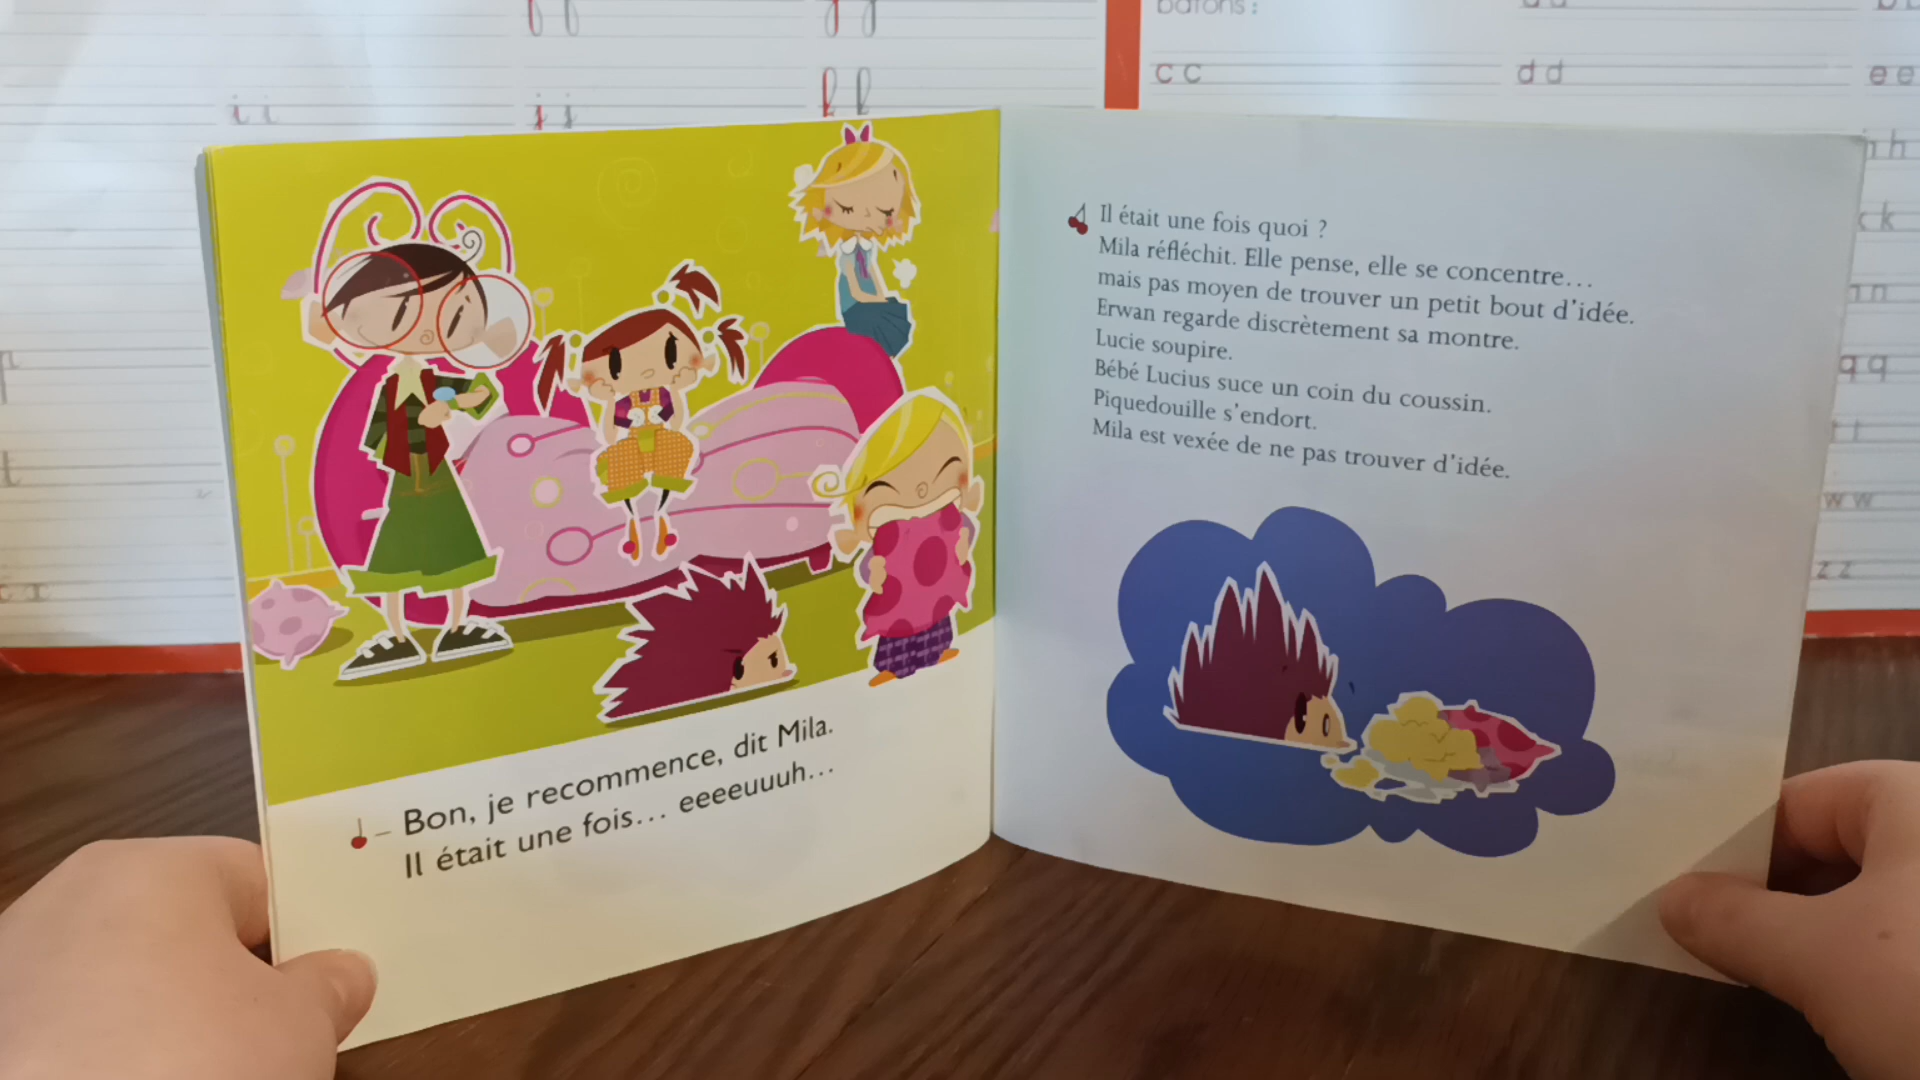 bâtons :
c c
d d
e e
i i
j j
k k
– Bon, je recommence, dit Mila.
Il était une fois... eeeeuuuh...
Il était une fois quoi ?
Mila réfléchit. Elle pense, elle se concentre...
mais pas moyen de trouver un petit bout d'idée.
Erwan regarde discrètement sa montre.
Lucie soupire.
Bébé Lucius suce un coin du coussin.
Piquedouille s'endort.
Mila est vexée de ne pas trouver d'idée.
q q
w w
z z